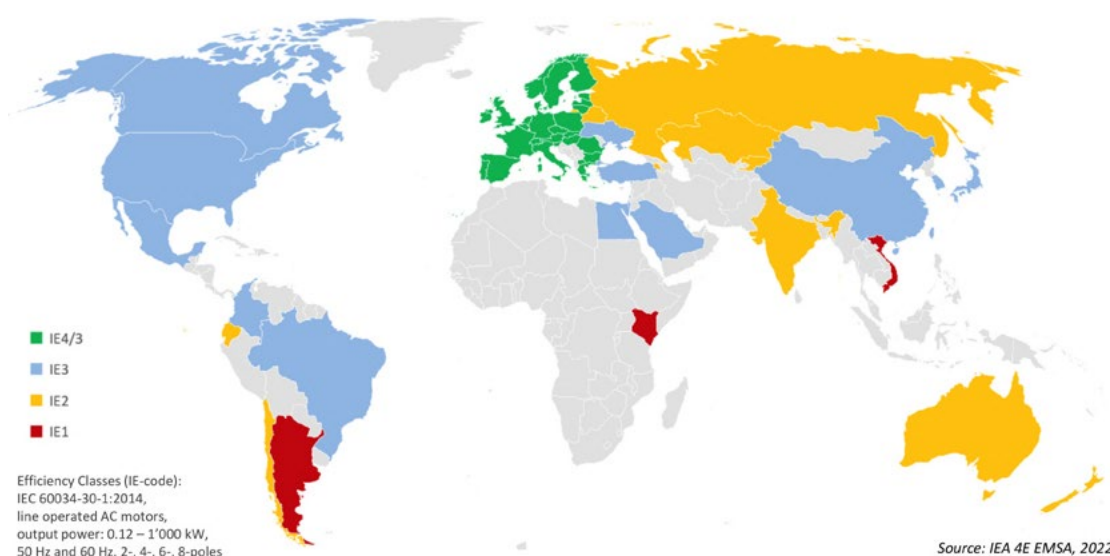 IE4/3
IE3
IE2
IE1
Efficiency Classes (IE-code):
IEC 60034-30-1:2014,
line operated AC motors,
output power: 0.12 – 1'000 kW,
50 Hz and 60 Hz, 2-, 4-, 6-, 8-poles
Source: IEA 4E EMSA, 2022